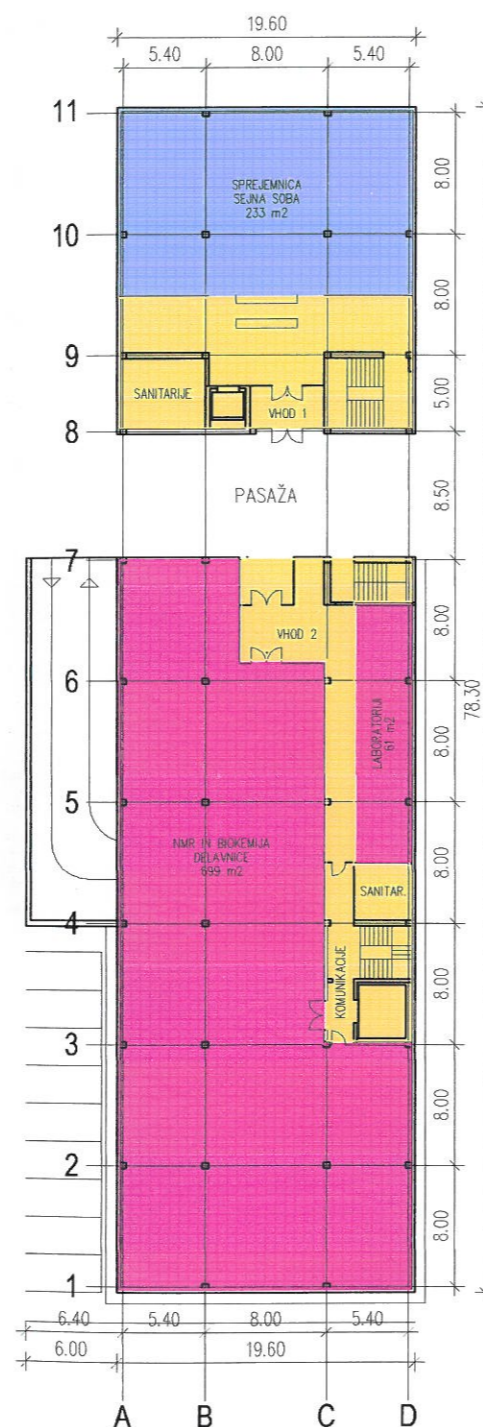 19.60
5.40 8.00 5.40
11
8.00
SPREJEMNICA
SEJNA SOBA
233 m2
10
8.00
9
SANITARIJE
VHOD 1
5.00
8
PASAŽA
8.50
7
VHOD 2
8.00
6
78.30
LABORATORIJI
61 m2
8.00
5
NMR IN BIOKEMIJA
DELAVNICE
699 m2
8.00
SANITAR.
4
KOMUNIKACIJE
8.00
3
8.00
2
8.00
1
6.40 5.40 8.00 5.40
6.00 19.60
A B C D